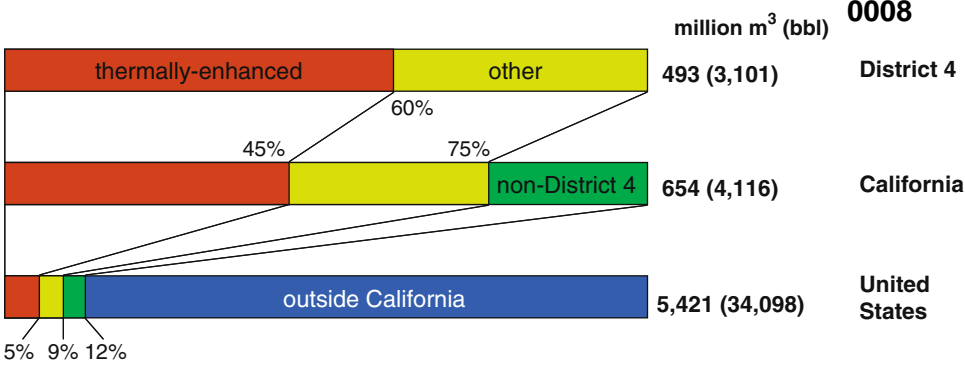 0008
million m³ (bbl)
thermally-enhanced other 493 (3,101) District 4
60%
45% 75%
non-District 4 654 (4,116) California
outside California 5,421 (34,098) United
States
5% 9% 12%